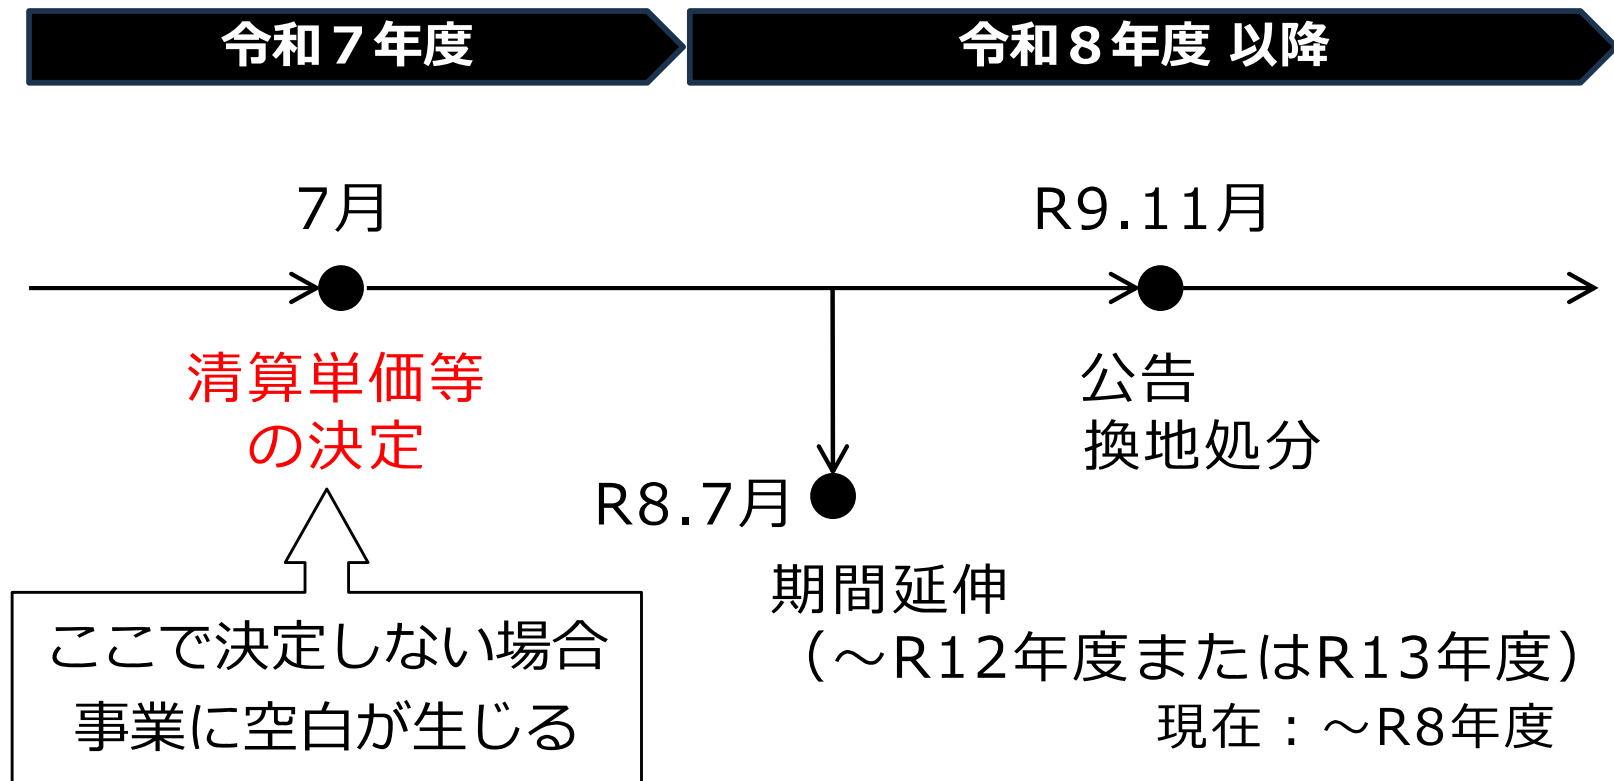 令和７年度
令和８年度 以降
7月
R9.11月
清算単価等
の決定
公告
換地処分
R8.7月
期間延伸
（～R12年度またはR13年度）
現在：～R8年度
ここで決定しない場合
事業に空白が生じる